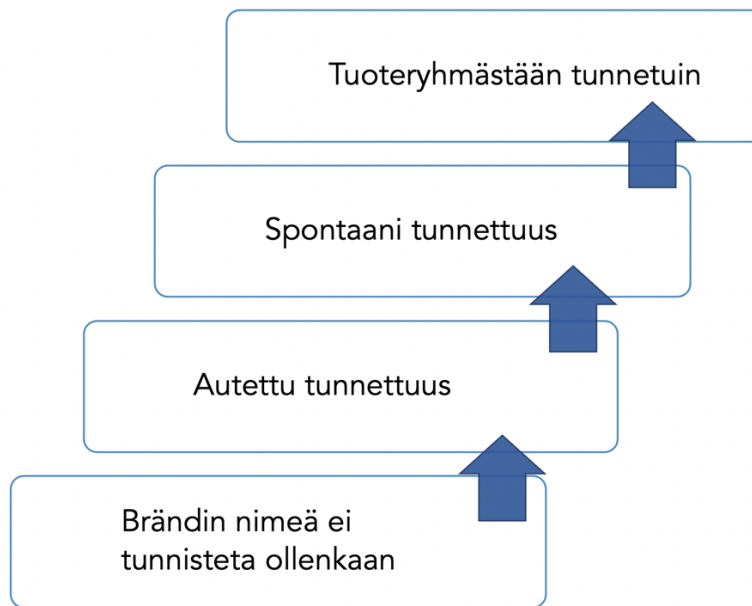 Tuoteryhmästään tunnetuin
Spontaani tunnettuus
Autettu tunnettuus
Brändin nimeä ei
tunnisteta ollenkaan